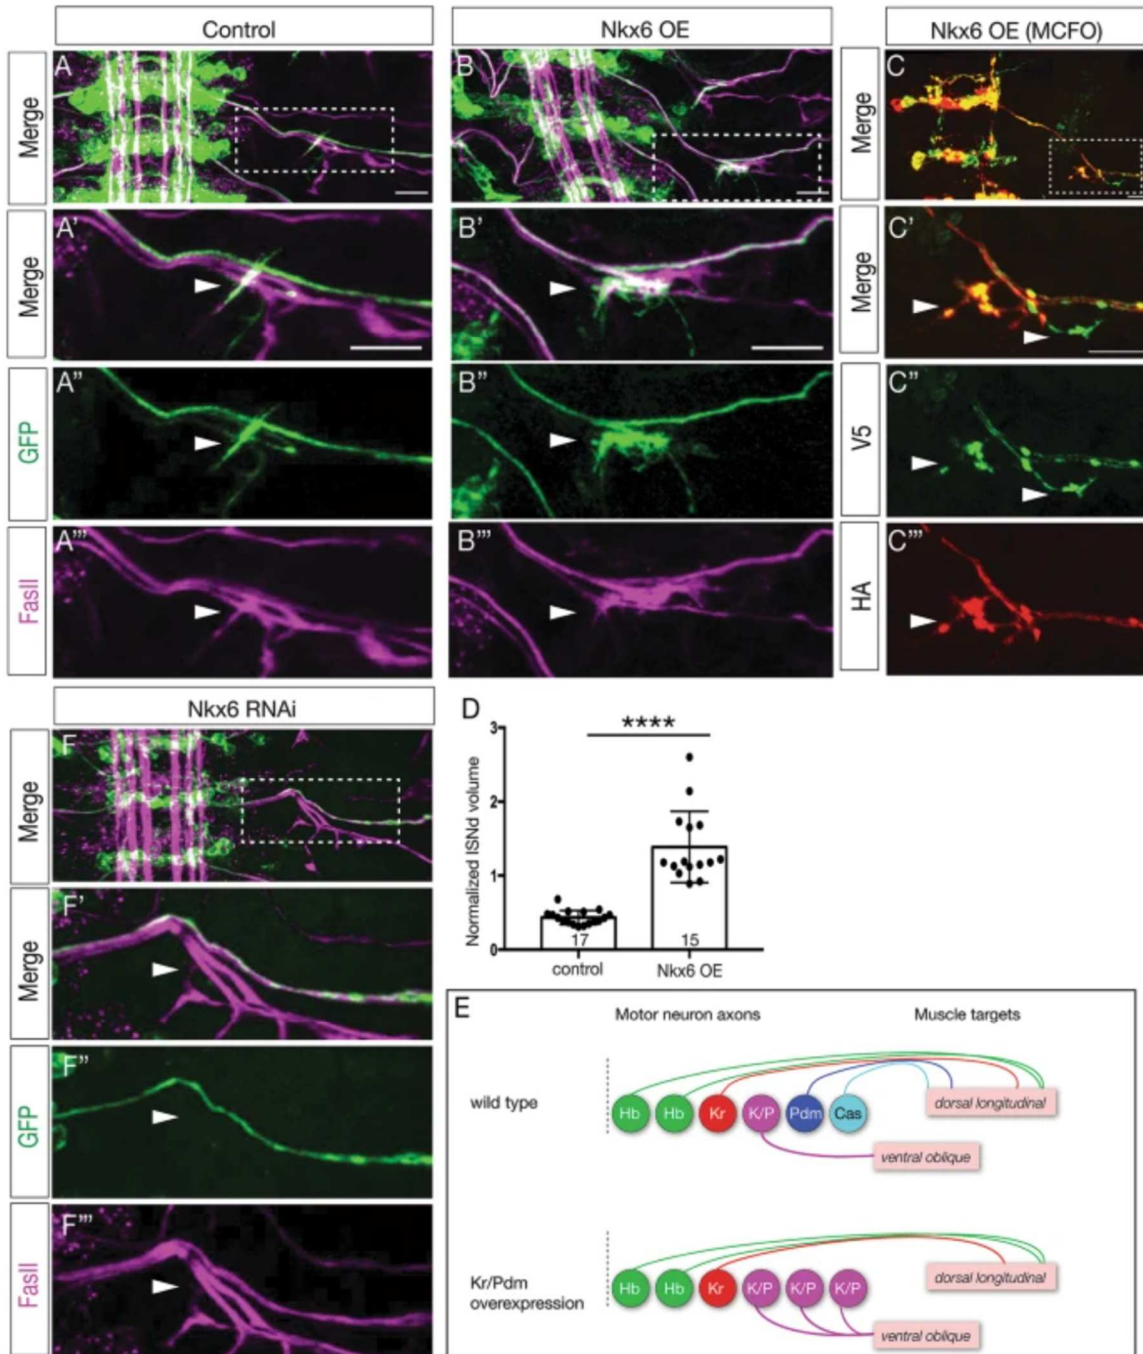 Control
Nkx6 OE
Nkx6 OE (MCFO)
Merge
A
B
Merge
C
Merge
A'
B'
Merge
C'
GFP
A''
B''
V5
C''
FasII
A'''
B'''
HA
C'''
Nkx6 RNAi
Merge
F
Merge
F'
GFP
F''
FasII
F'''
D
****
Normalized ISNd volume
3
2
1
0
17
15
control
Nkx6 OE
E
Motor neuron axons
Muscle targets
wild type
Hb
Hb
Kr
K/P
Pdm
Cas
dorsal longitudinal
ventral oblique
Kr/Pdm
overexpression
Hb
Hb
Kr
K/P
K/P
K/P
dorsal longitudinal
ventral oblique